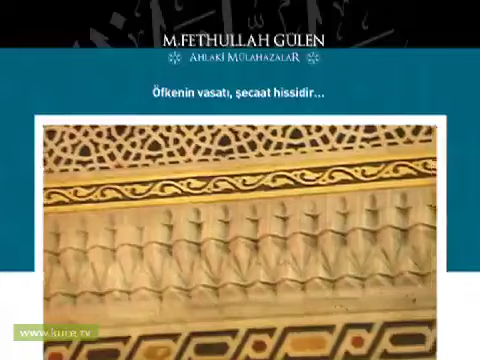 M.FETHULLAH GÜLEN
AHLAKİ MÜLAHAZALAR
Öfkenin vasatı, şecaat hissidir...
www.kure.tv